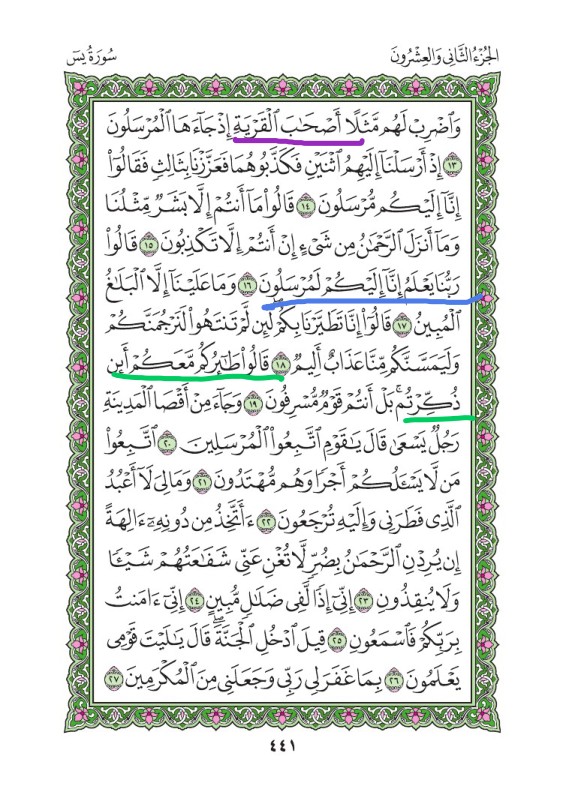 الجُزْءُ الثَّانِي وَالعِشْرُونَ
سُورَةُ يسٓ
وَٱضۡرِبۡ لَهُم مَّثَلًا أَصۡحَٰبَ ٱلۡقَرۡيَةِ إِذۡ جَآءَهَا ٱلۡمُرۡسَلُونَ
١٣ إِذۡ أَرۡسَلۡنَآ إِلَيۡهِمُ ٱثۡنَيۡنِ فَكَذَّبُوهُمَا فَعَزَّزۡنَا بِثَالِثٖ فَقَالُوٓاْ
إِنَّآ إِلَيۡكُم مُّرۡسَلُونَ ١٤ قَالُواْ مَآ أَنتُمۡ إِلَّا بَشَرٞ مِّثۡلُنَا
وَمَآ أَنزَلَ ٱلرَّحۡمَٰنُ مِن شَيۡءٍ إِنۡ أَنتُمۡ إِلَّا تَكۡذِبُونَ ١٥ قَالُواْ
رَبُّنَا يَعۡلَمُ إِنَّآ إِلَيۡكُمۡ لَمُرۡسَلُونَ ١٦ وَمَا عَلَيۡنَآ إِلَّا ٱلۡبَلَٰغُ
ٱلۡمُبِينُ ١٧ قَالُوٓاْ إِنَّا تَطَيَّرۡنَا بِكُمۡۖ لَئِن لَّمۡ تَنتَهُواْ لَنَرۡجُمَنَّكُمۡ
وَلَيَمَسَّنَّكُم مِّنَّا عَذَابٌ أَلِيمٞ ١٨ قَالُواْ طَٰٓئِرُكُم مَّعَكُمۡ أَئِن
ذُكِّرۡتُمۚ بَلۡ أَنتُمۡ قَوۡمٞ مُّسۡرِفُونَ ١٩ وَجَآءَ مِنۡ أَقۡصَا ٱلۡمَدِينَةِ
رَجُلٞ يَسۡعَىٰ قَالَ يَٰقَوۡمِ ٱتَّبِعُواْ ٱلۡمُرۡسَلِينَ ٢٠ ٱتَّبِعُواْ
مَن لَّا يَسۡـَٔلُكُمۡ أَجۡرٗا وَهُم مُّهۡتَدُونَ ٢١ وَمَالِيَ لَآ أَعۡبُدُ
ٱلَّذِي فَطَرَنِي وَإِلَيۡهِ تُرۡجَعُونَ ٢٢ ءَأَتَّخِذُ مِن دُونِهِۦٓ ءَالِهَةً
إِن يُرِدۡنِ ٱلرَّحۡمَٰنُ بِضُرّٖ لَّا تُغۡنِ عَنِّي شَفَٰعَتُهُمۡ شَيۡـٔٗا
وَلَا يُنقِذُونِ ٢٣ إِنِّيٓ إِذٗا لَّفِي ضَلَٰلٖ مُّبِينٍ ٢٤ إِنِّيٓ ءَامَنتُ
بِرَبِّكُمۡ فَٱسۡمَعُونِ ٢٥ قِيلَ ٱدۡخُلِ ٱلۡجَنَّةَۖ قَالَ يَٰلَيۡتَ قَوۡمِي
يَعۡلَمُونَ ٢٦ بِمَا غَفَرَ لِي رَبِّي وَجَعَلَنِي مِنَ ٱلۡمُكۡرَمِينَ ٢٧
٤٤١